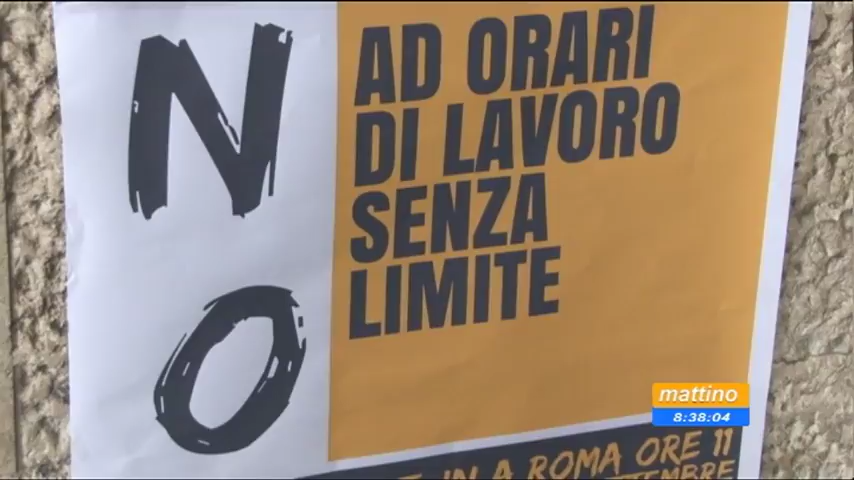 NO
AD ORARI
DI LAVORO
SENZA
LIMITE
mattino
8:38:04
IN A ROMA ORE 11